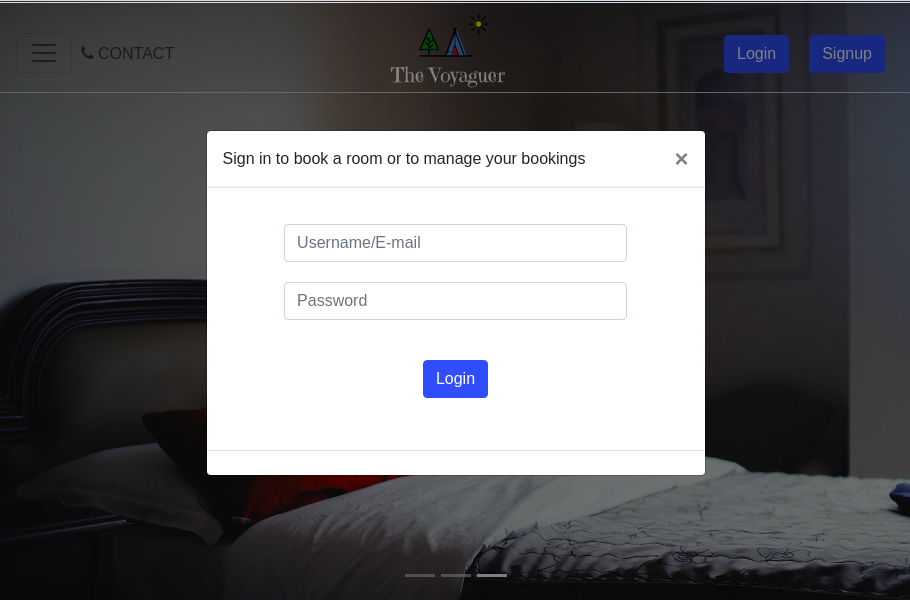 CONTACT
The Voyaguer
Login
Signup
Sign in to book a room or to manage your bookings
×
Username/E-mail
Password
Login